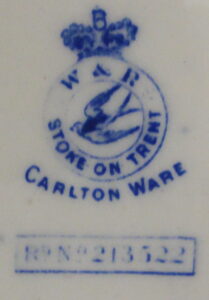 W & R
STOKE ON TRENT
CARLTON WARE
Rd No 213522